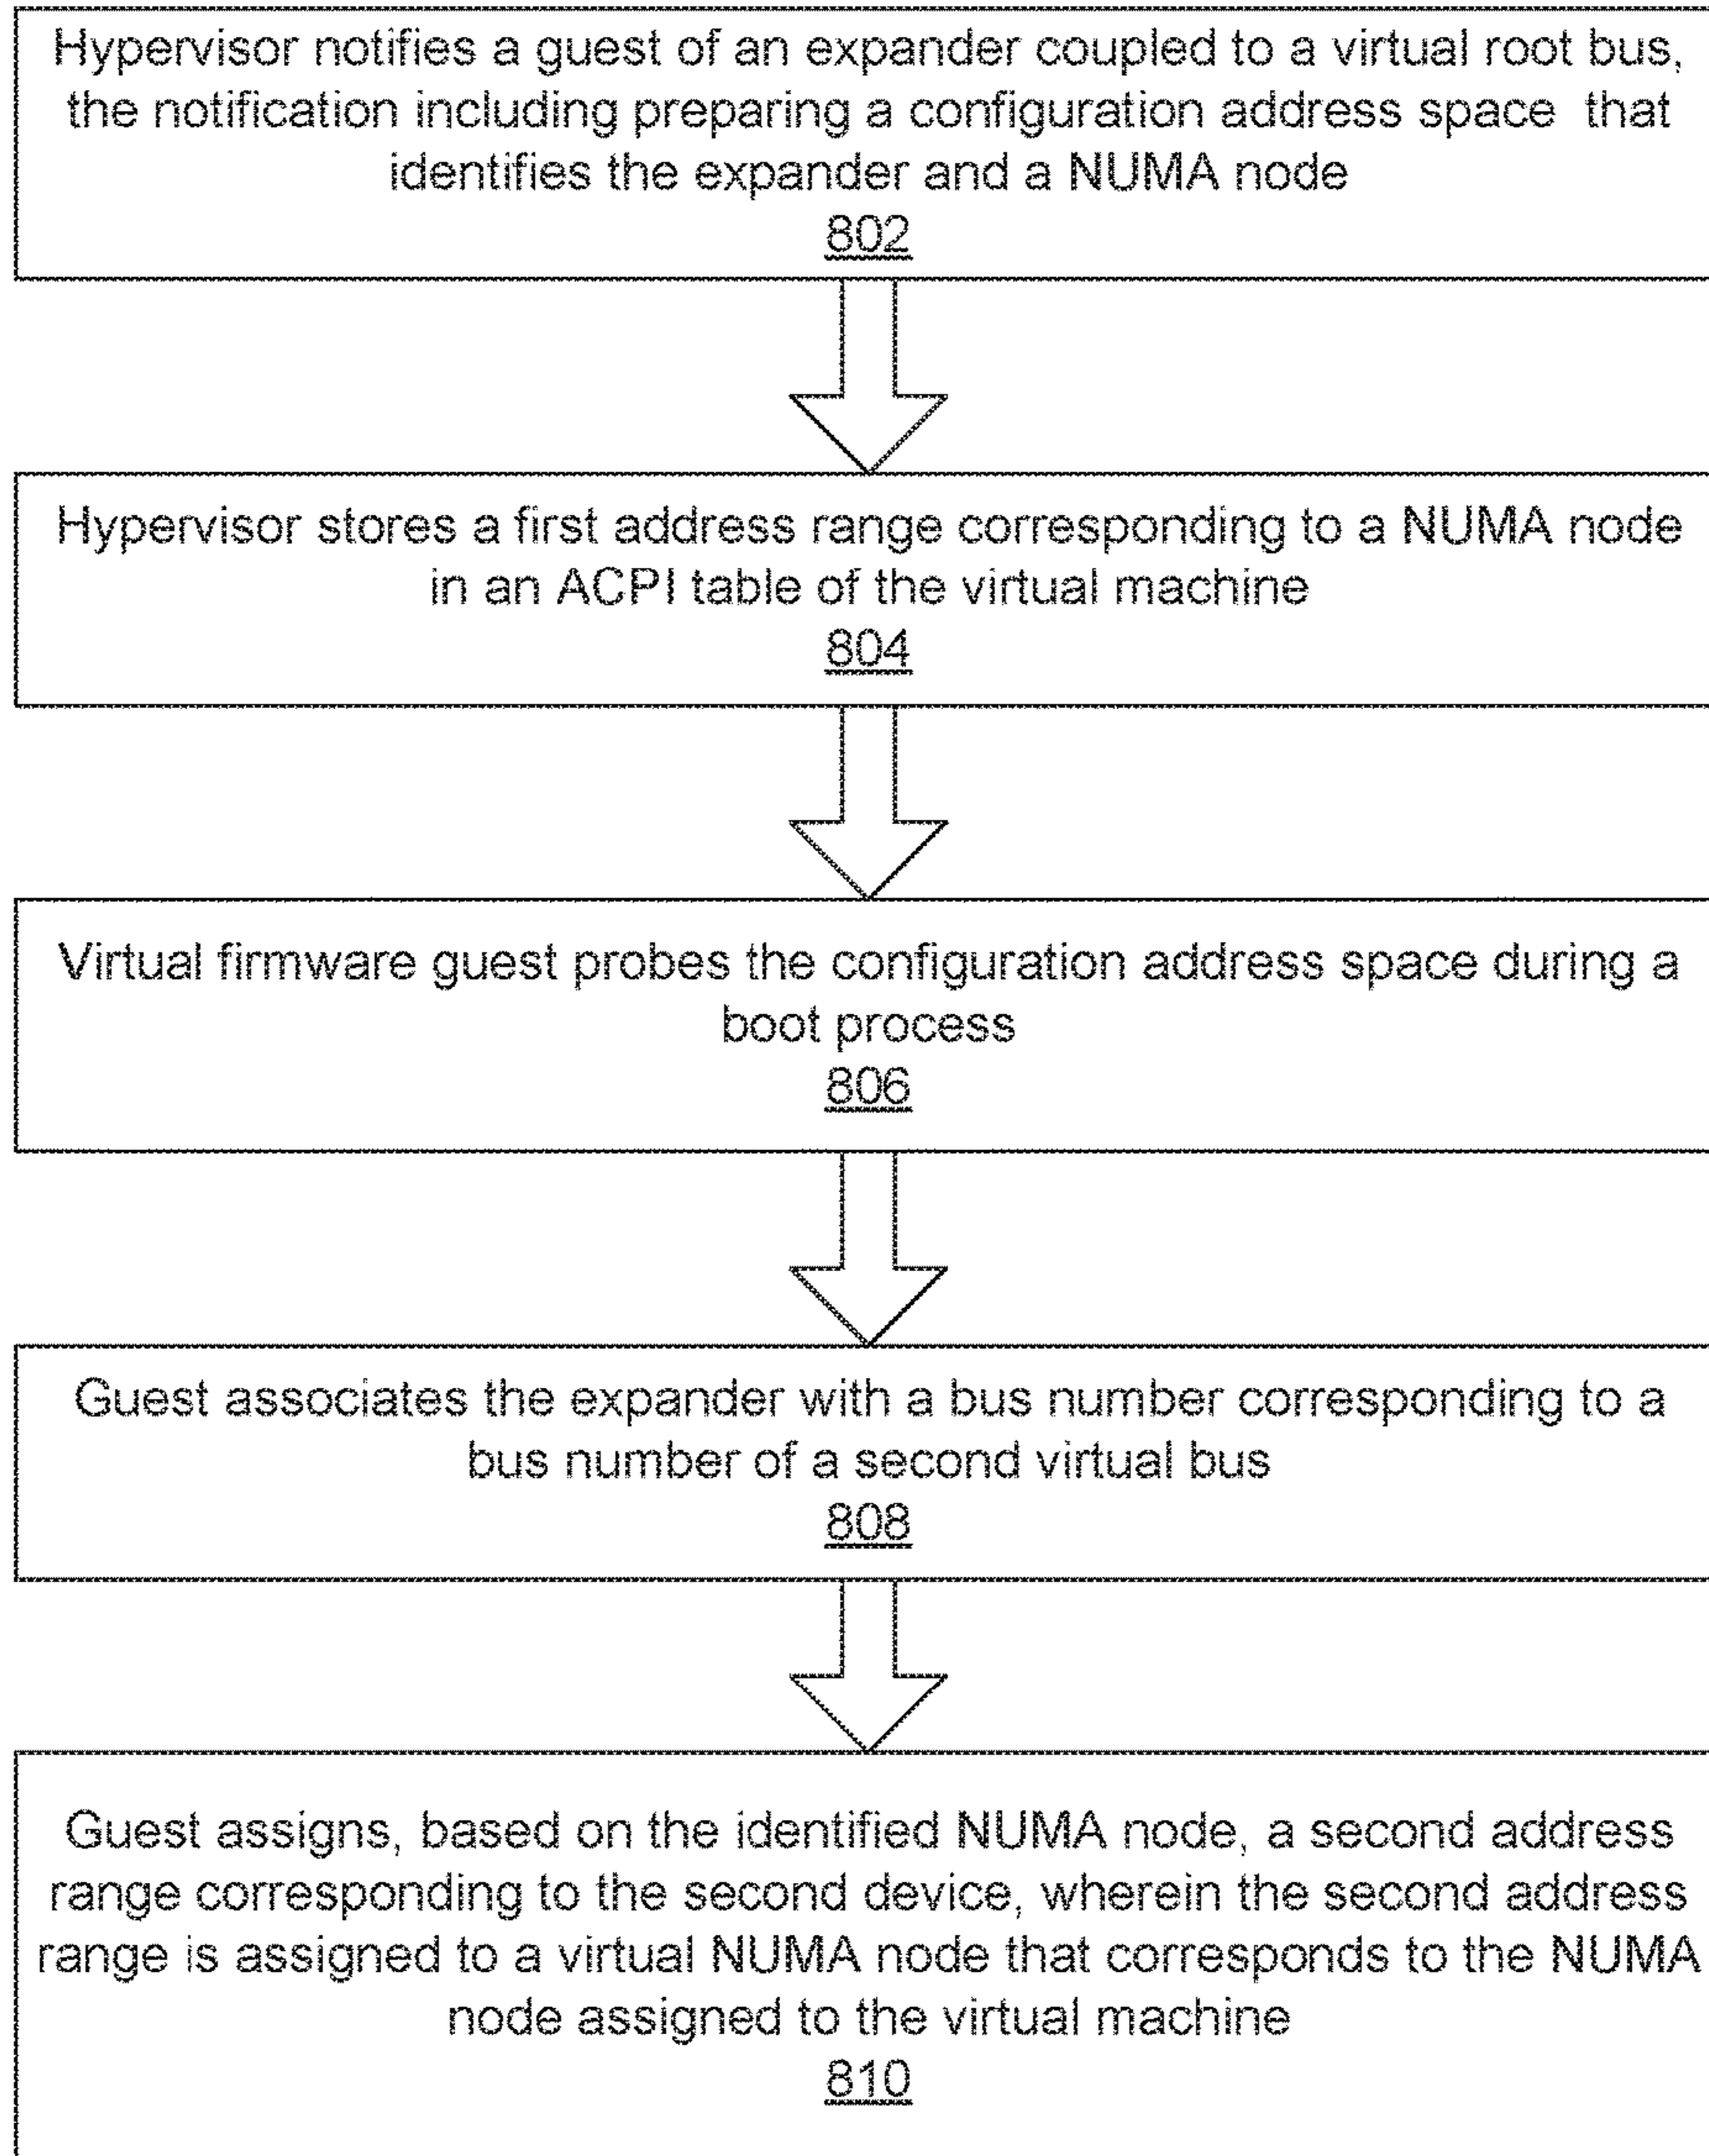 Hypervisor notifies a guest of an expander coupled to a virtual root bus,
the notification including preparing a configuration address space that
identifies the expander and a NUMA node
802
Hypervisor stores a first address range corresponding to a NUMA node
in an ACPI table of the virtual machine
804
Virtual firmware guest probes the configuration address space during a
boot process
806
Guest associates the expander with a bus number corresponding to a
bus number of a second virtual bus
808
Guest assigns, based on the identified NUMA node, a second address
range corresponding to the second device, wherein the second address
range is assigned to a virtual NUMA node that corresponds to the NUMA
node assigned to the virtual machine
810